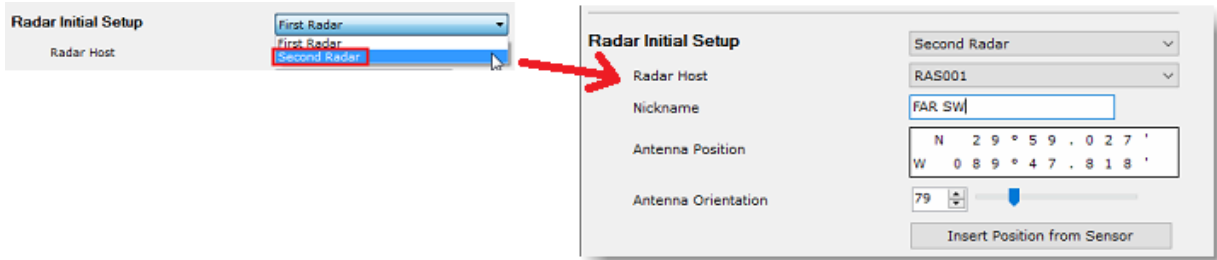 Radar Initial Setup
First Radar
First Radar
Radar Host
Second Radar
Radar Initial Setup
Second Radar
Radar Host
RAS001
Nickname
FAR SW
Antenna Position
N 29°59.027'
W 089°47.818'
Antenna Orientation
79
Insert Position from Sensor